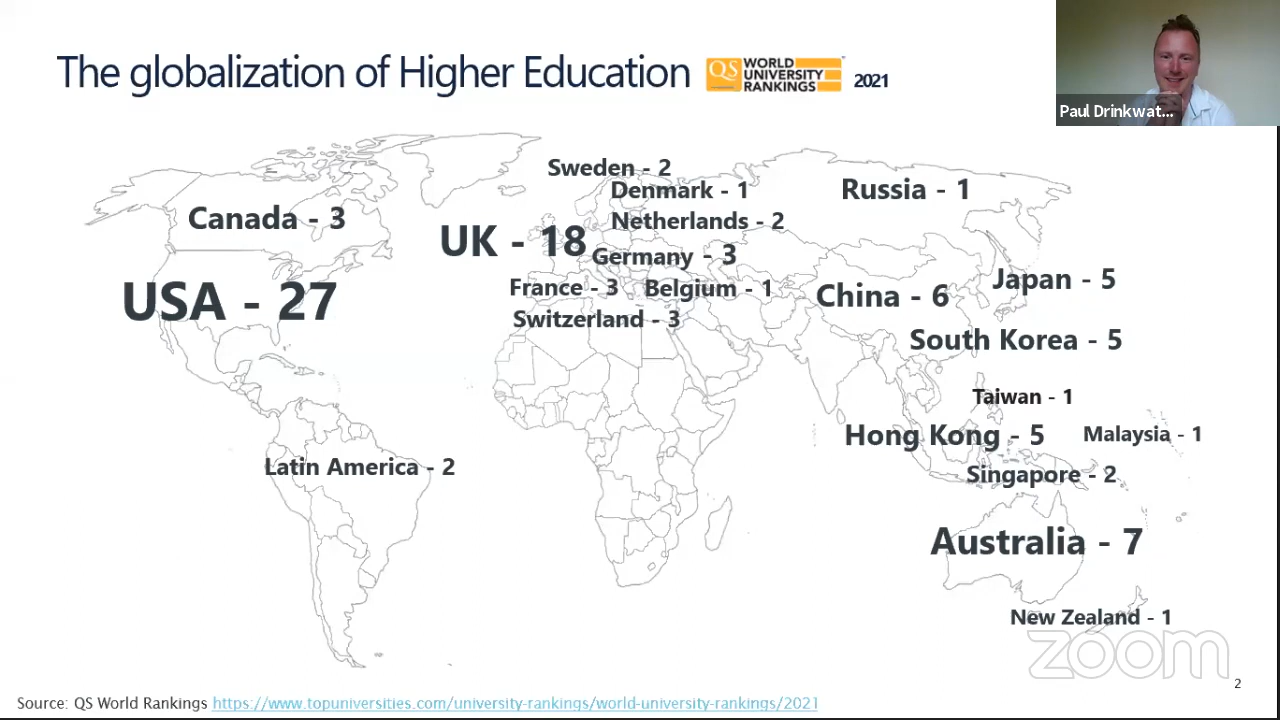 The globalization of Higher Education
QS WORLD UNIVERSITY RANKINGS
2021
Paul Drinkwat...
Sweden - 2
Denmark - 1
Russia - 1
Canada - 3
Netherlands - 2
UK - 18
Germany - 3
Japan - 5
USA - 27
France - 3
Belgium - 1
China - 6
Switzerland - 3
South Korea - 5
Taiwan - 1
Hong Kong - 5
Malaysia - 1
Latin America - 2
Singapore - 2
Australia - 7
New Zealand - 1
zoom
2
Source: QS World Rankings https://www.topuniversities.com/university-rankings/world-university-rankings/2021